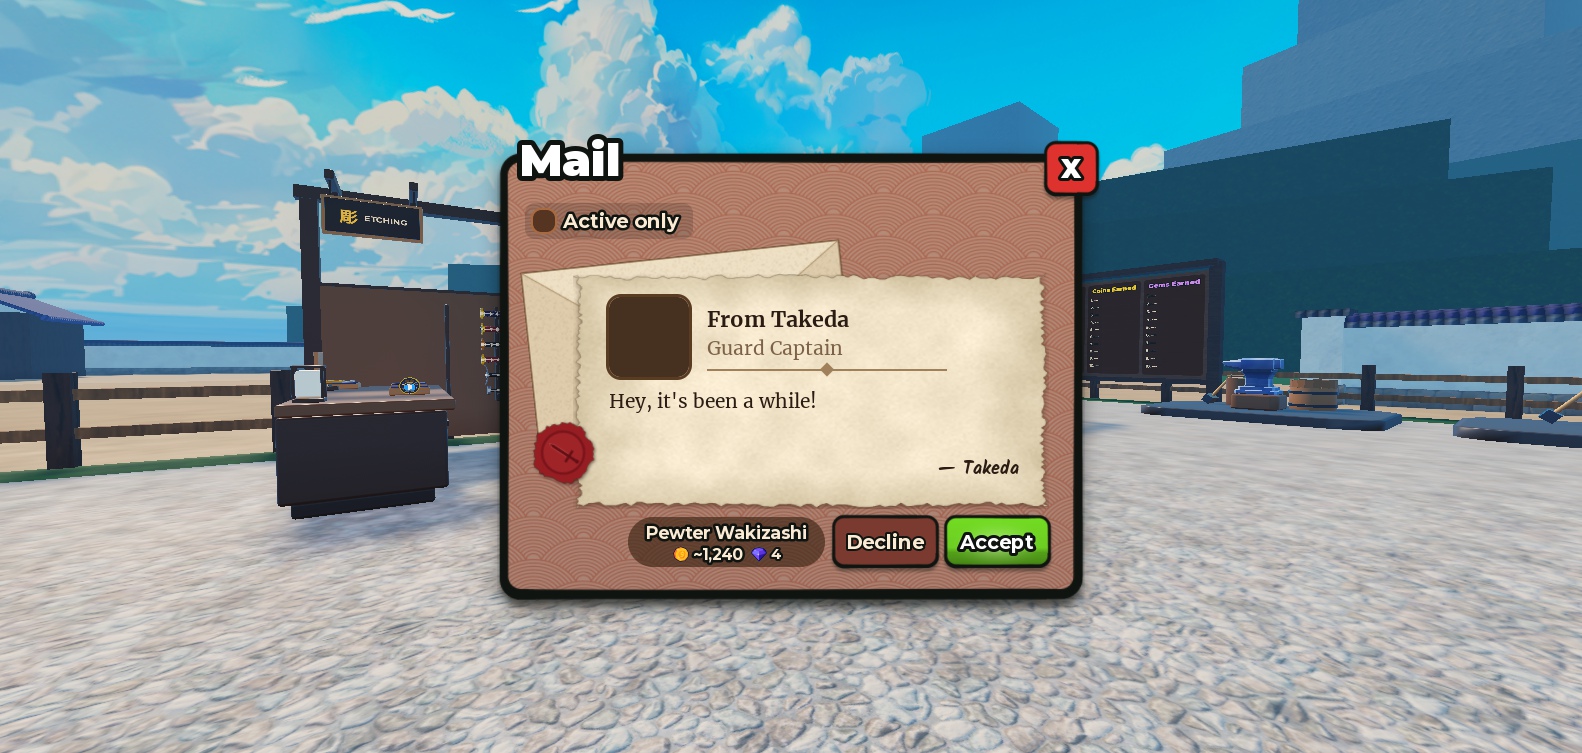 Mail
X
Active only
彫 ETCHING
From Takeda
Guard Captain
Hey, it's been a while!
— Takeda
Pewter Wakizashi
~1,240 4
Decline
Accept
Coins Earned
Gems Earned